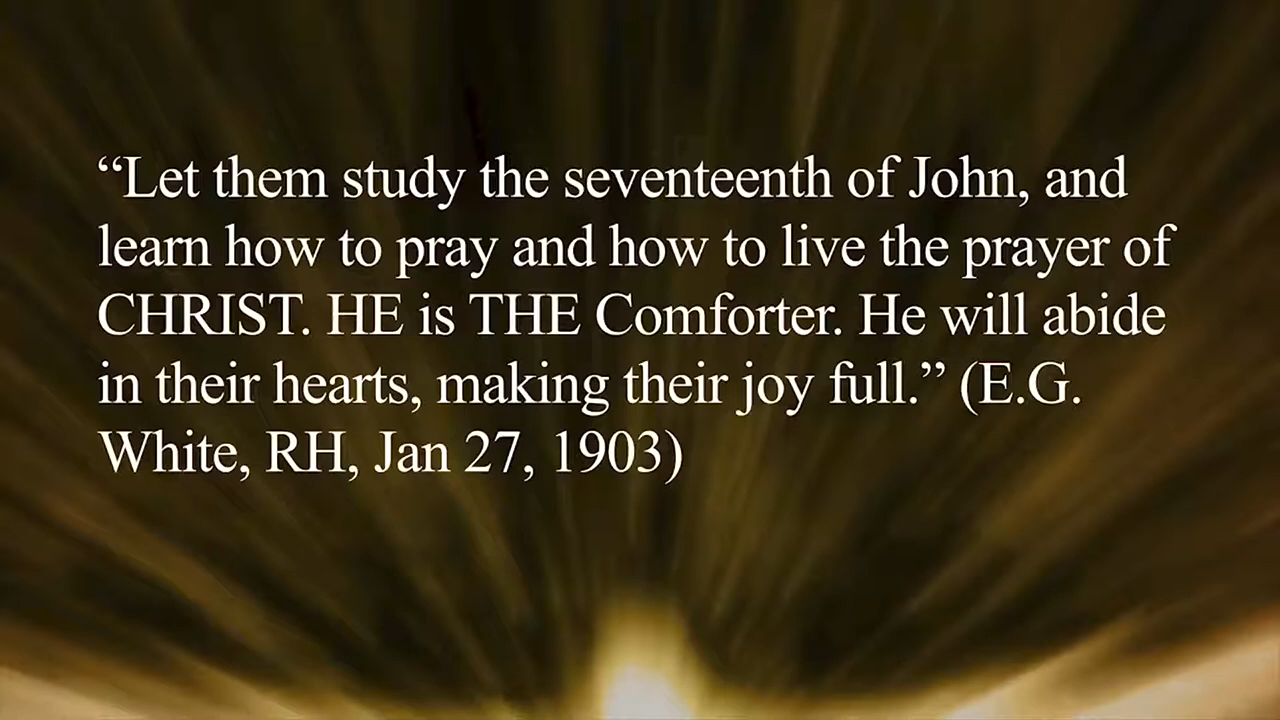 “Let them study the seventeenth of John, and
learn how to pray and how to live the prayer of
CHRIST. HE is THE Comforter. He will abide
in their hearts, making their joy full.” (E.G.
White, RH, Jan 27, 1903)